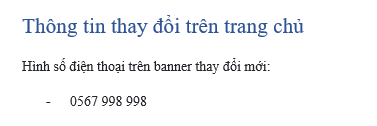 Thông tin thay đổi trên trang chủ
Hình số điện thoại trên banner thay đổi mới:
- 0567 998 998